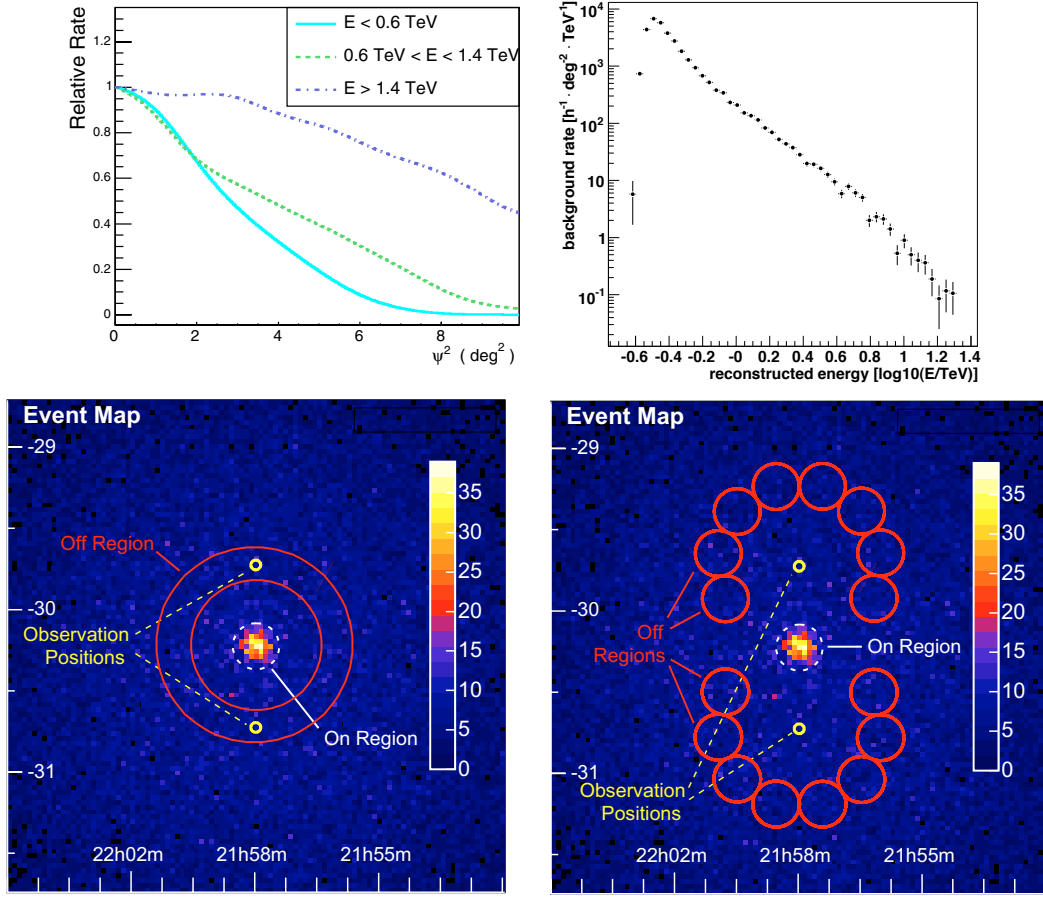 Relative Rate
1.2
1
0.8
0.6
0.4
0.2
0
0 2 4 6 8
ψ² ( deg² )
E < 0.6 TeV
0.6 TeV < E < 1.4 TeV
E > 1.4 TeV
background rate [h⁻¹ · deg⁻² · TeV⁻¹]
10⁴
10³
10²
10
1
10⁻¹
-0.6 -0.4 -0.2 -0 0.2 0.4 0.6 0.8 1 1.2 1.4
reconstructed energy [log10(E/TeV)]
Event Map
-29
-30
-31
Off Region
Observation
Positions
On Region
35
30
25
20
15
10
5
0
22h02m 21h58m 21h55m
Event Map
-29
-30
-31
Off
Regions
On Region
Observation
Positions
35
30
25
20
15
10
5
0
22h02m 21h58m 21h55m